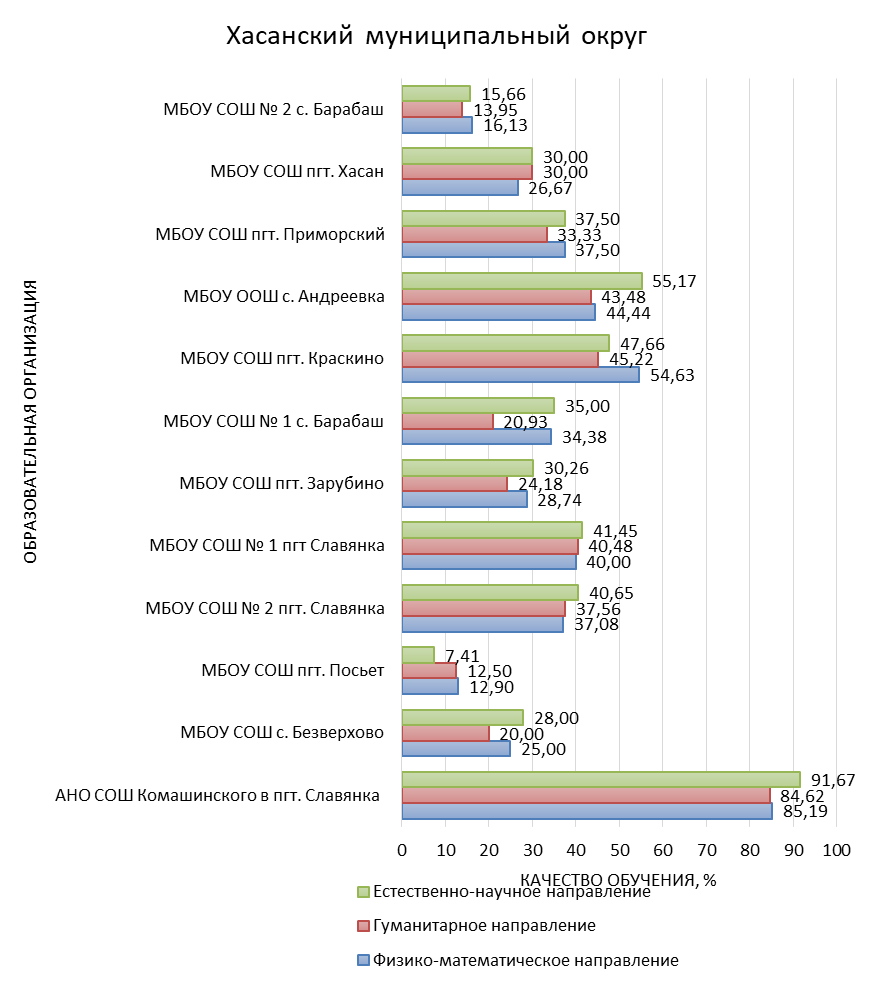 Хасанский муниципальный округ
ОБРАЗОВАТЕЛЬНАЯ ОРГАНИЗАЦИЯ
МБОУ СОШ № 2 с. Барабаш
15,66
13,95
16,13
МБОУ СОШ пгт. Хасан
30,00
30,00
26,67
МБОУ СОШ пгт. Приморский
37,50
33,33
37,50
МБОУ ООШ с. Андреевка
55,17
43,48
44,44
МБОУ СОШ пгт. Краскино
47,66
45,22
54,63
МБОУ СОШ № 1 с. Барабаш
35,00
20,93
34,38
МБОУ СОШ пгт. Зарубино
30,26
24,18
28,74
МБОУ СОШ № 1 пгт Славянка
41,45
40,48
40,00
МБОУ СОШ № 2 пгт. Славянка
40,65
37,56
37,08
МБОУ СОШ пгт. Посьет
7,41
12,50
12,90
МБОУ СОШ с. Безверхово
28,00
20,00
25,00
АНО СОШ Комашинского в пгт. Славянка
91,67
84,62
85,19
0 10 20 30 40 50 60 70 80 90 100
КАЧЕСТВО ОБУЧЕНИЯ, %
Естественно-научное направление
Гуманитарное направление
Физико-математическое направление